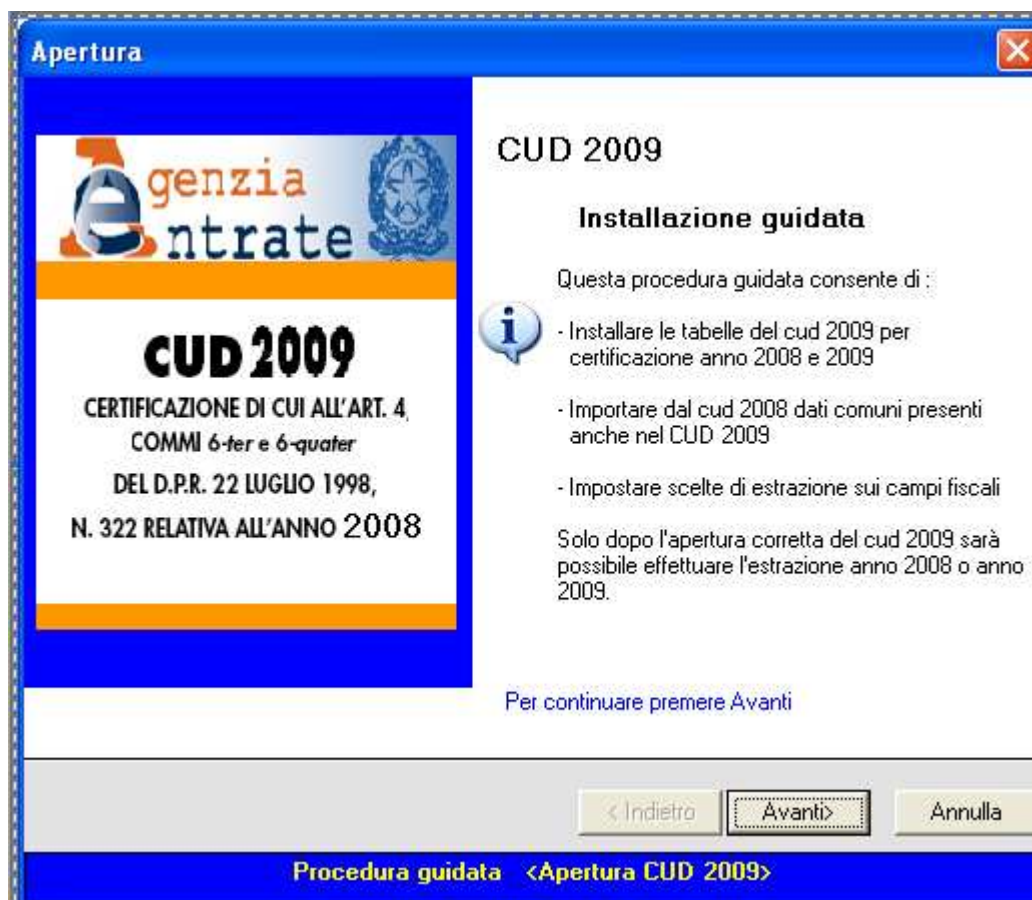 Apertura
Agenzia
entrate
CUD 2009
CERTIFICAZIONE DI CUI ALL'ART. 4,
COMMI 6-ter e 6-quater
DEL D.P.R. 22 LUGLIO 1998,
N. 322 RELATIVA ALL'ANNO 2008
CUD 2009
Installazione guidata
Questa procedura guidata consente di :
- Installare le tabelle del cud 2009 per
certificazione anno 2008 e 2009
- Importare dal cud 2008 dati comuni presenti
anche nel CUD 2009
- Impostare scelte di estrazione sui campi fiscali
Solo dopo l'apertura corretta del cud 2009 sarà
possibile effettuare l'estrazione anno 2008 o anno
2009.
Per continuare premere Avanti
< Indietro
Avanti>
Annulla
Procedura guidata <Apertura CUD 2009>